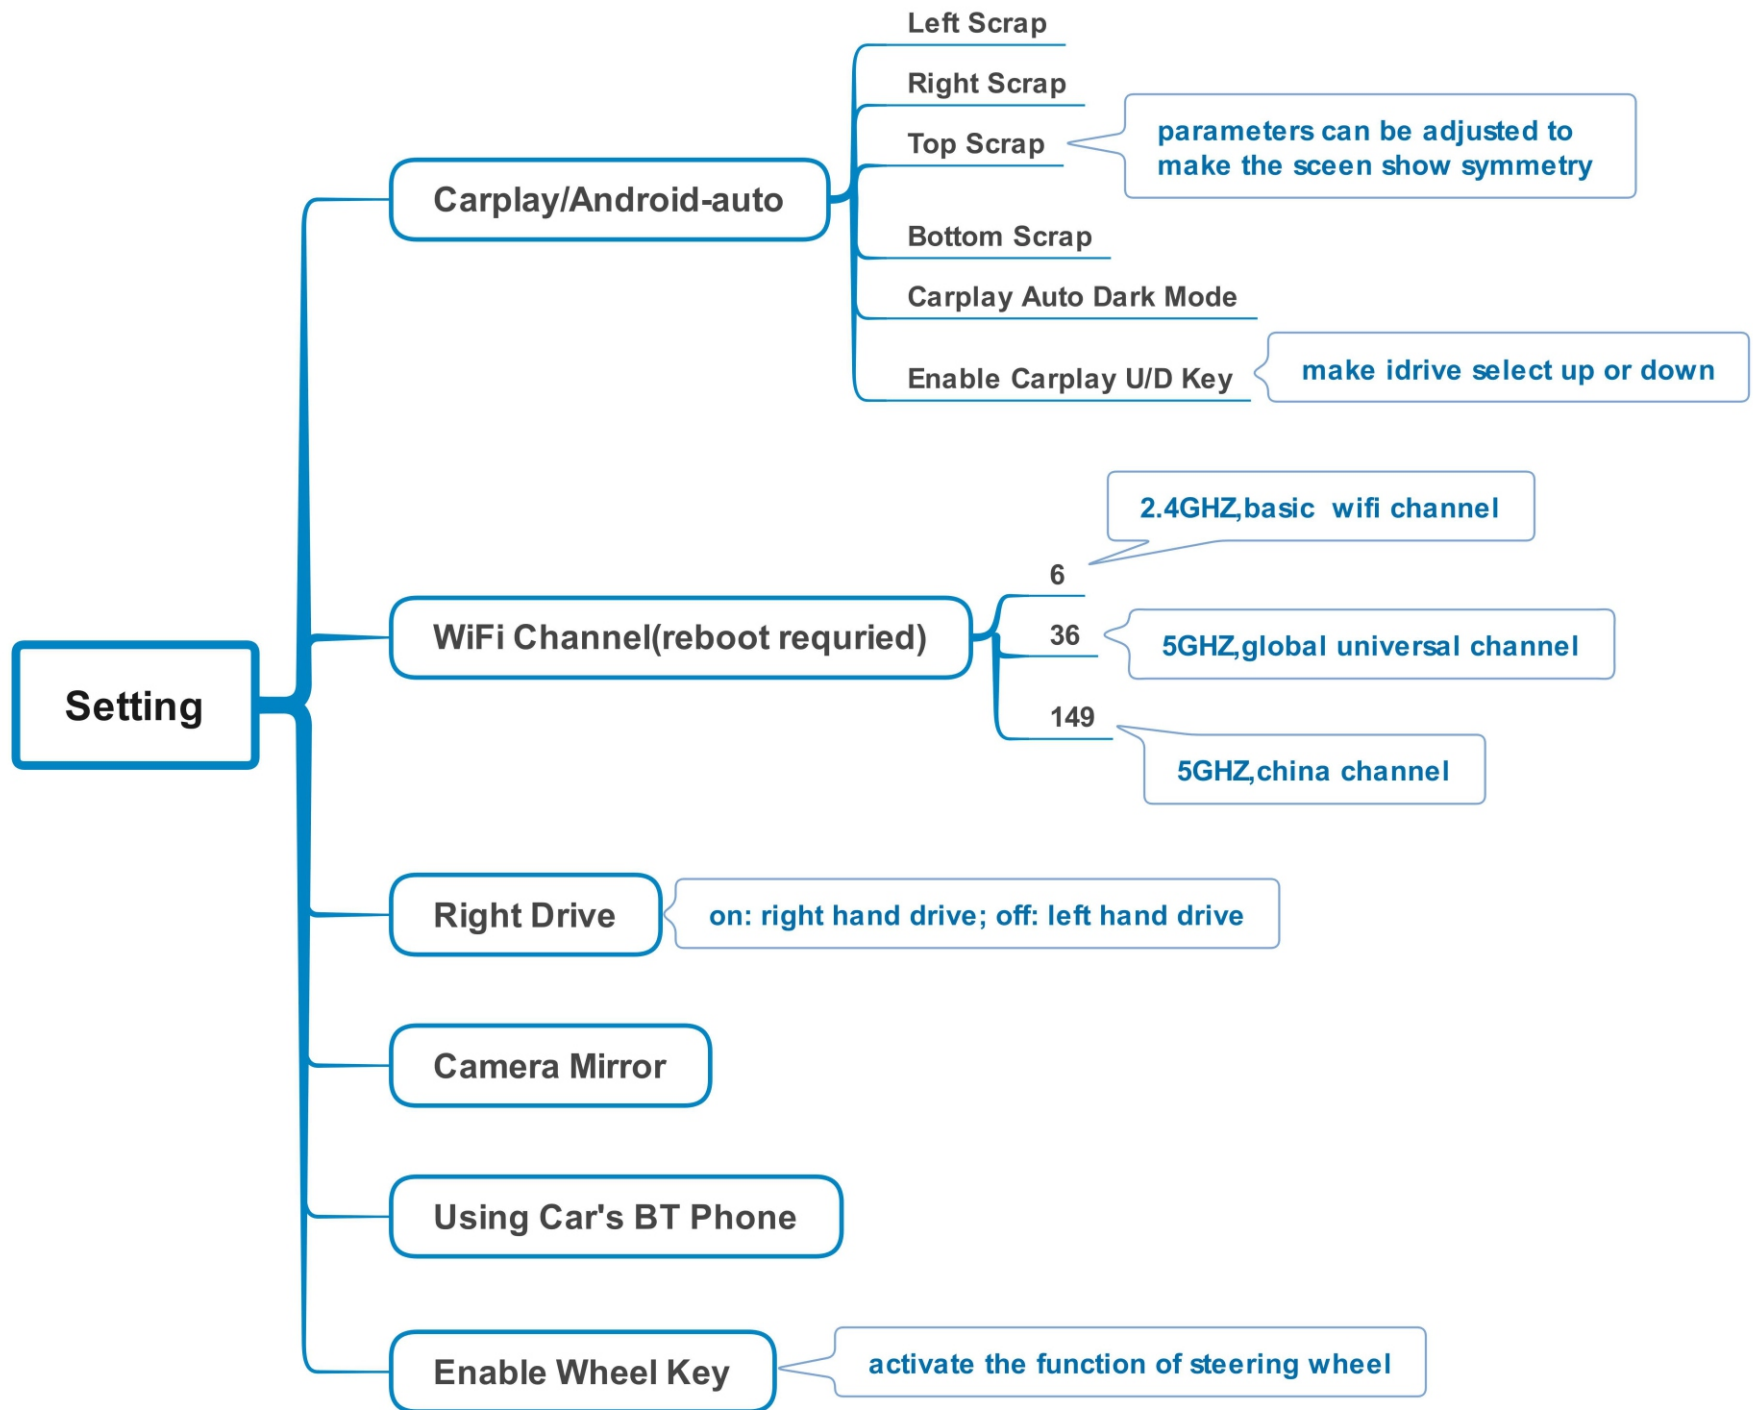 Setting
Carplay/Android-auto
Left Scrap
Right Scrap
Top Scrap
parameters can be adjusted to
make the sceen show symmetry
Bottom Scrap
Carplay Auto Dark Mode
Enable Carplay U/D Key
make idrive select up or down
WiFi Channel(reboot requried)
6
2.4GHZ,basic  wifi channel
36
5GHZ,global universal channel
149
5GHZ,china channel
Right Drive
on: right hand drive; off: left hand drive
Camera Mirror
Using Car's BT Phone
Enable Wheel Key
activate the function of steering wheel